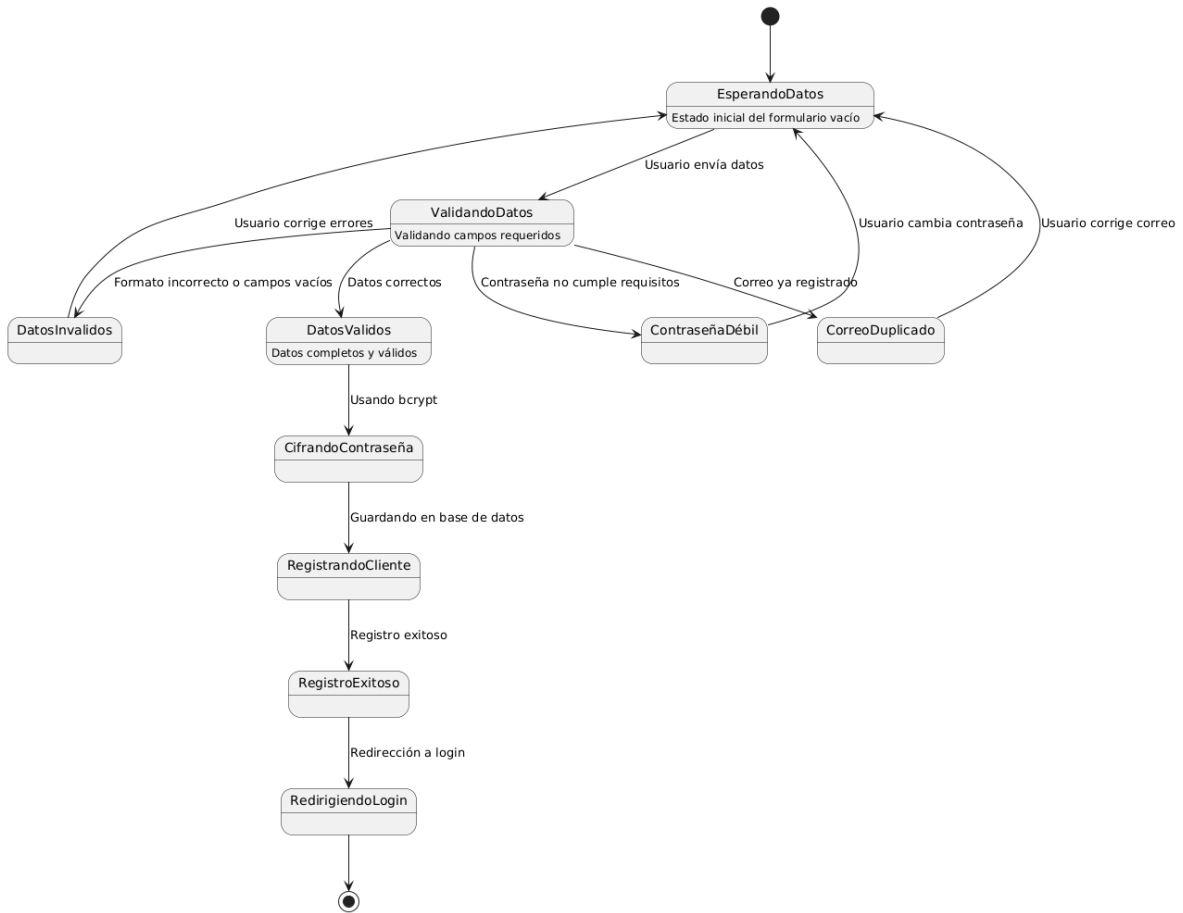 EsperandoDatos
Estado inicial del formulario vacío
Usuario envía datos
ValidandoDatos
Validando campos requeridos
Usuario corrige errores
Usuario cambia contraseña
Usuario corrige correo
Formato incorrecto o campos vacíos
Datos correctos
Contraseña no cumple requisitos
Correo ya registrado
DatosInvalidos
DatosValidos
Datos completos y válidos
ContraseñaDébil
CorreoDuplicado
Usando bcrypt
CifrandoContraseña
Guardando en base de datos
RegistrandoCliente
Registro exitoso
RegistroExitoso
Redirección a login
RedirigiendoLogin